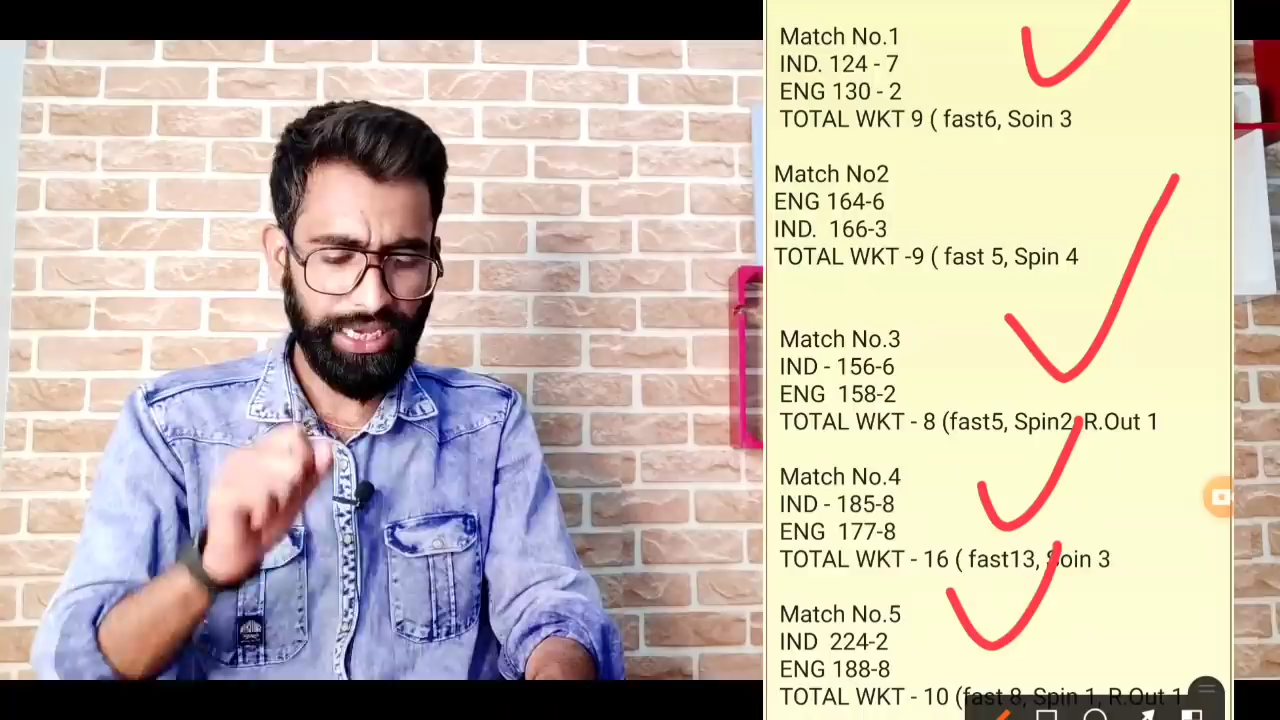 Match No.1
IND. 124 - 7
ENG 130 - 2
TOTAL WKT 9 ( fast6, Soin 3
Match No2
ENG 164-6
IND.  166-3
TOTAL WKT -9 ( fast 5, Spin 4
Match No.3
IND - 156-6
ENG  158-2
TOTAL WKT - 8 (fast5, Spin2, R.Out 1
Match No.4
IND - 185-8
ENG  177-8
TOTAL WKT - 16 ( fast13, Soin 3
Match No.5
IND  224-2
ENG 188-8
TOTAL WKT - 10 (fast 8, Spin 1, R.Out 1